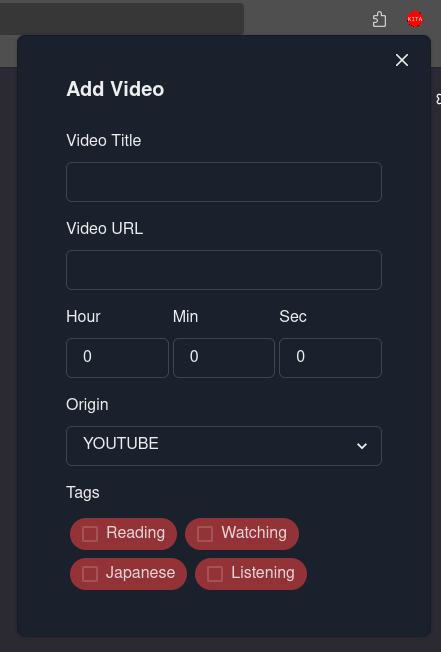 KITA
Add Video
Video Title
Video URL
Hour Min Sec
0 0 0
Origin
YOUTUBE
Tags
Reading Watching
Japanese Listening